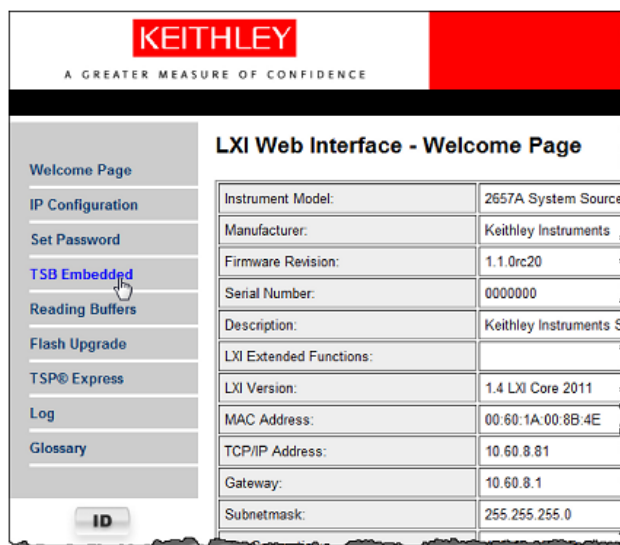 KEITHLEY
A GREATER MEASURE OF CONFIDENCE
LXI Web Interface - Welcome Page
Welcome Page
IP Configuration
Set Password
TSB Embedded
Reading Buffers
Flash Upgrade
TSP® Express
Log
Glossary
ID
Instrument Model: 2657A System Source
Manufacturer: Keithley Instruments
Firmware Revision: 1.1.0rc20
Serial Number: 0000000
Description: Keithley Instruments S
LXI Extended Functions:
LXI Version: 1.4 LXI Core 2011
MAC Address: 00:60:1A:00:8B:4E
TCP/IP Address: 10.60.8.81
Gateway: 10.60.8.1
Subnetmask: 255.255.255.0